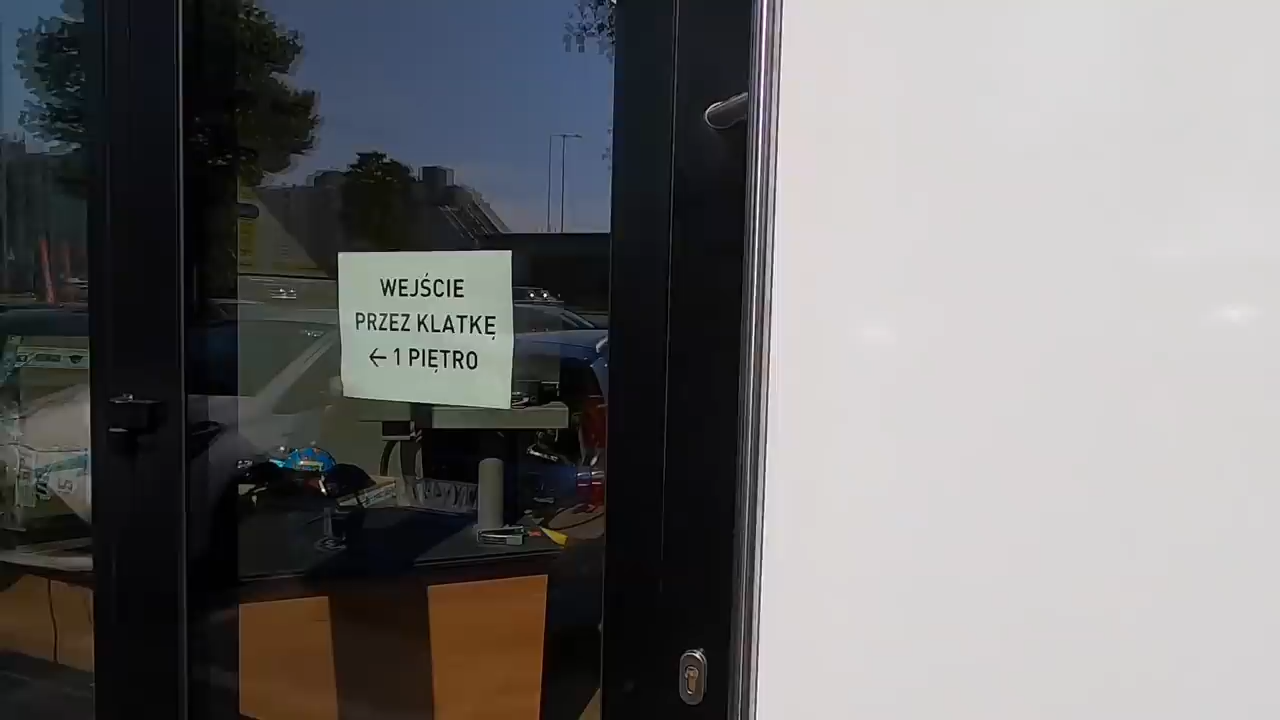 WEJŚCIE
PRZEZ KLATKĘ
← 1 PIĘTRO